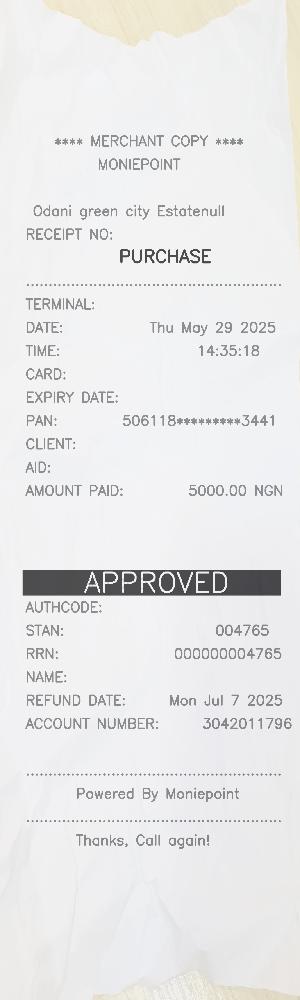 **** MERCHANT COPY ****
MONIEPOINT
Odani green city Estatenull
RECEIPT NO:
PURCHASE
TERMINAL:
DATE: Thu May 29 2025
TIME: 14:35:18
CARD:
EXPIRY DATE:
PAN: 506118*********3441
CLIENT:
AID:
AMOUNT PAID: 5000.00 NGN
APPROVED
AUTHCODE:
STAN: 004765
RRN: 000000004765
NAME:
REFUND DATE: Mon Jul 7 2025
ACCOUNT NUMBER: 3042011796
Powered By Moniepoint
Thanks, Call again!